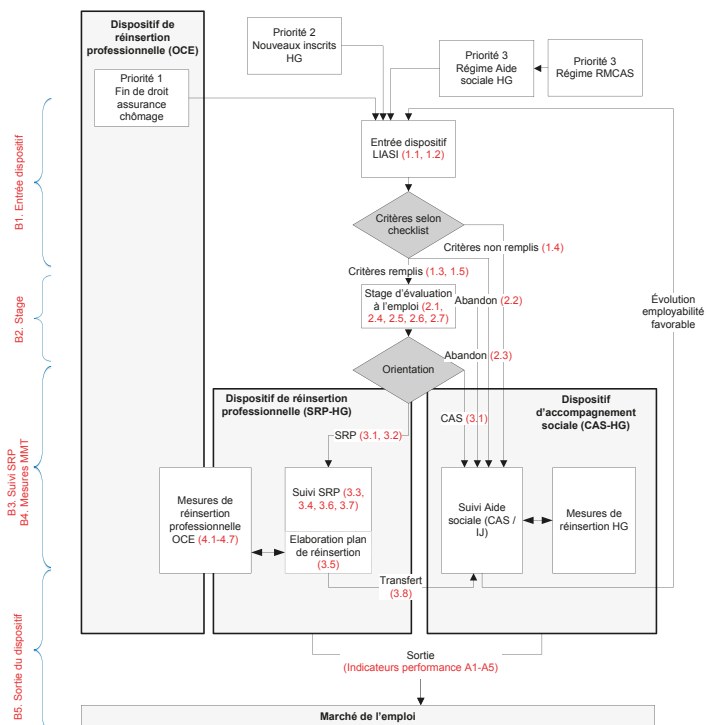 Dispositif de
réinsertion
professionnelle (OCE)
Priorité 2
Nouveaux inscrits
HG
Priorité 3
Régime Aide
sociale HG
Priorité 3
Régime RMCAS
Priorité 1
Fin de droit
assurance
chômage
B1. Entrée dispositif
Entrée dispositif
LIASI (1.1, 1.2)
Critères selon
checklist
Critères non remplis (1.4)
Critères remplis (1.3, 1.5)
B2. Stage
Stage d'évaluation
à l'emploi (2.1,
2.4, 2.5, 2.6, 2.7)
Abandon (2.2)
Évolution
employabilité
favorable
Abandon (2.3)
Orientation
B3. Suivi SRP
B4. Mesures MMT
Dispositif de réinsertion
professionnelle (SRP-HG)
Dispositif
d'accompagnement
sociale (CAS-HG)
CAS (3.1)
SRP (3.1, 3.2)
Mesures de
réinsertion
professionnelle
OCE (4.1-4.7)
Suivi SRP (3.3,
3.4, 3.6, 3.7)
Elaboration plan
de réinsertion
(3.5)
Suivi Aide
sociale (CAS /
IJ)
Mesures de
réinsertion HG
Transfert
(3.8)
B5. Sortie du dispositif
Sortie
(Indicateurs performance A1-A5)
Marché de l'emploi